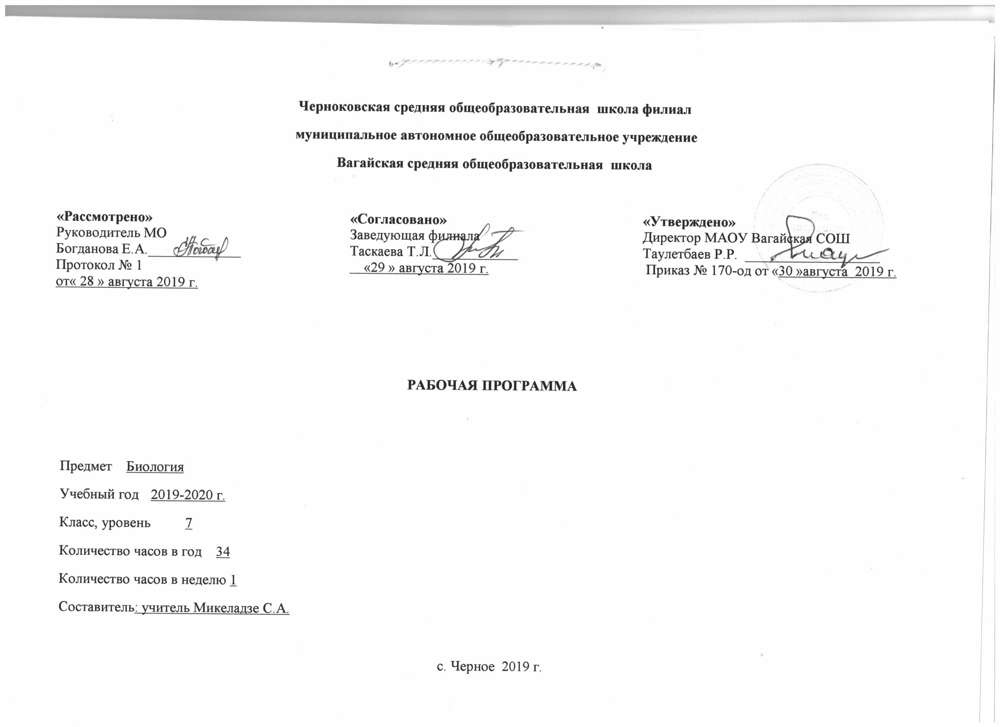 Черноковская средняя общеобразовательная школа филиал
муниципальное автономное общеобразовательное учреждение
Вагайская средняя общеобразовательная школа
«Рассмотрено»
Руководитель МО
Богданова Е.А.
Протокол № 1
от« 28 » августа 2019 г.
«Согласовано»
Заведующая филиала
Таскаева Т.Л.
«29 » августа 2019 г.
«Утверждено»
Директор МАОУ Вагайская СОШ
Таулетбаев Р.Р.
Приказ № 170-од от «30 »августа 2019 г.
РАБОЧАЯ ПРОГРАММА
Предмет Биология
Учебный год 2019-2020 г.
Класс, уровень 7
Количество часов в год 34
Количество часов в неделю 1
Составитель: учитель Микеладзе С.А.
с. Черное 2019 г.